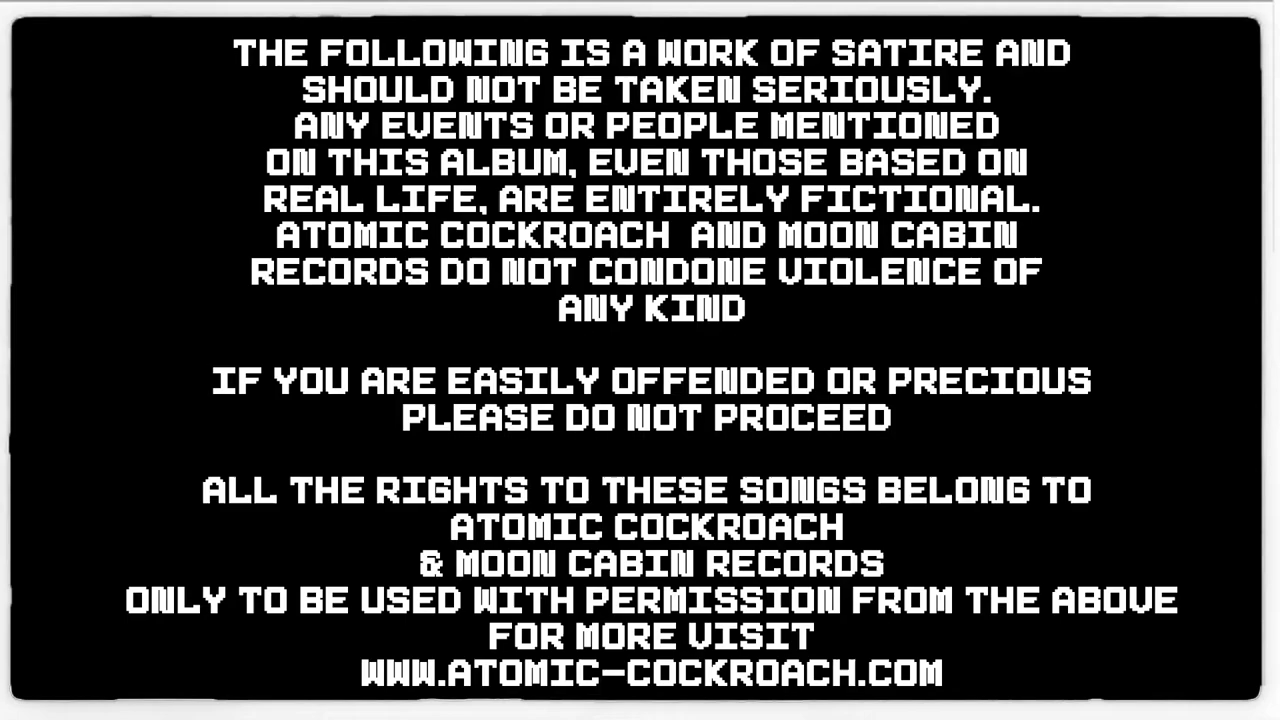 THE FOLLOWING IS A WORK OF SATIRE AND
SHOULD NOT BE TAKEN SERIOUSLY.
ANY EVENTS OR PEOPLE MENTIONED
ON THIS ALBUM, EVEN THOSE BASED ON
REAL LIFE, ARE ENTIRELY FICTIONAL.
ATOMIC COCKROACH AND MOON CABIN
RECORDS DO NOT CONDONE VIOLENCE OF
ANY KIND
IF YOU ARE EASILY OFFENDED OR PRECIOUS
PLEASE DO NOT PROCEED
ALL THE RIGHTS TO THESE SONGS BELONG TO
ATOMIC COCKROACH
& MOON CABIN RECORDS
ONLY TO BE USED WITH PERMISSION FROM THE ABOVE
FOR MORE VISIT
WWW.ATOMIC-COCKROACH.COM